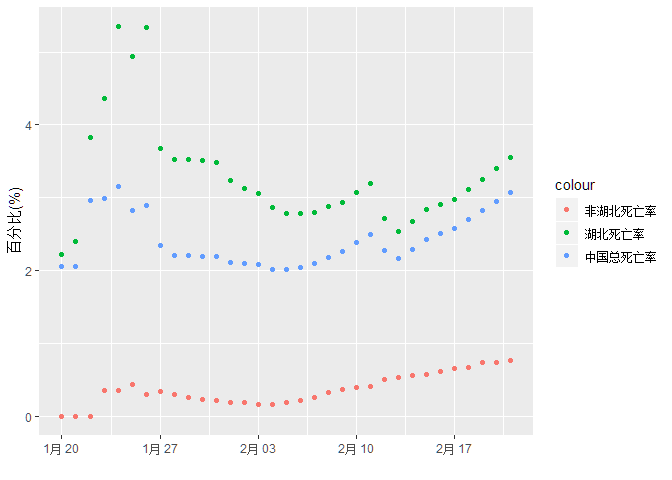 百分比(%)
4
2
0
1月 20
1月 27
2月 03
2月 10
2月 17
colour
非湖北死亡率
湖北死亡率
中国总死亡率